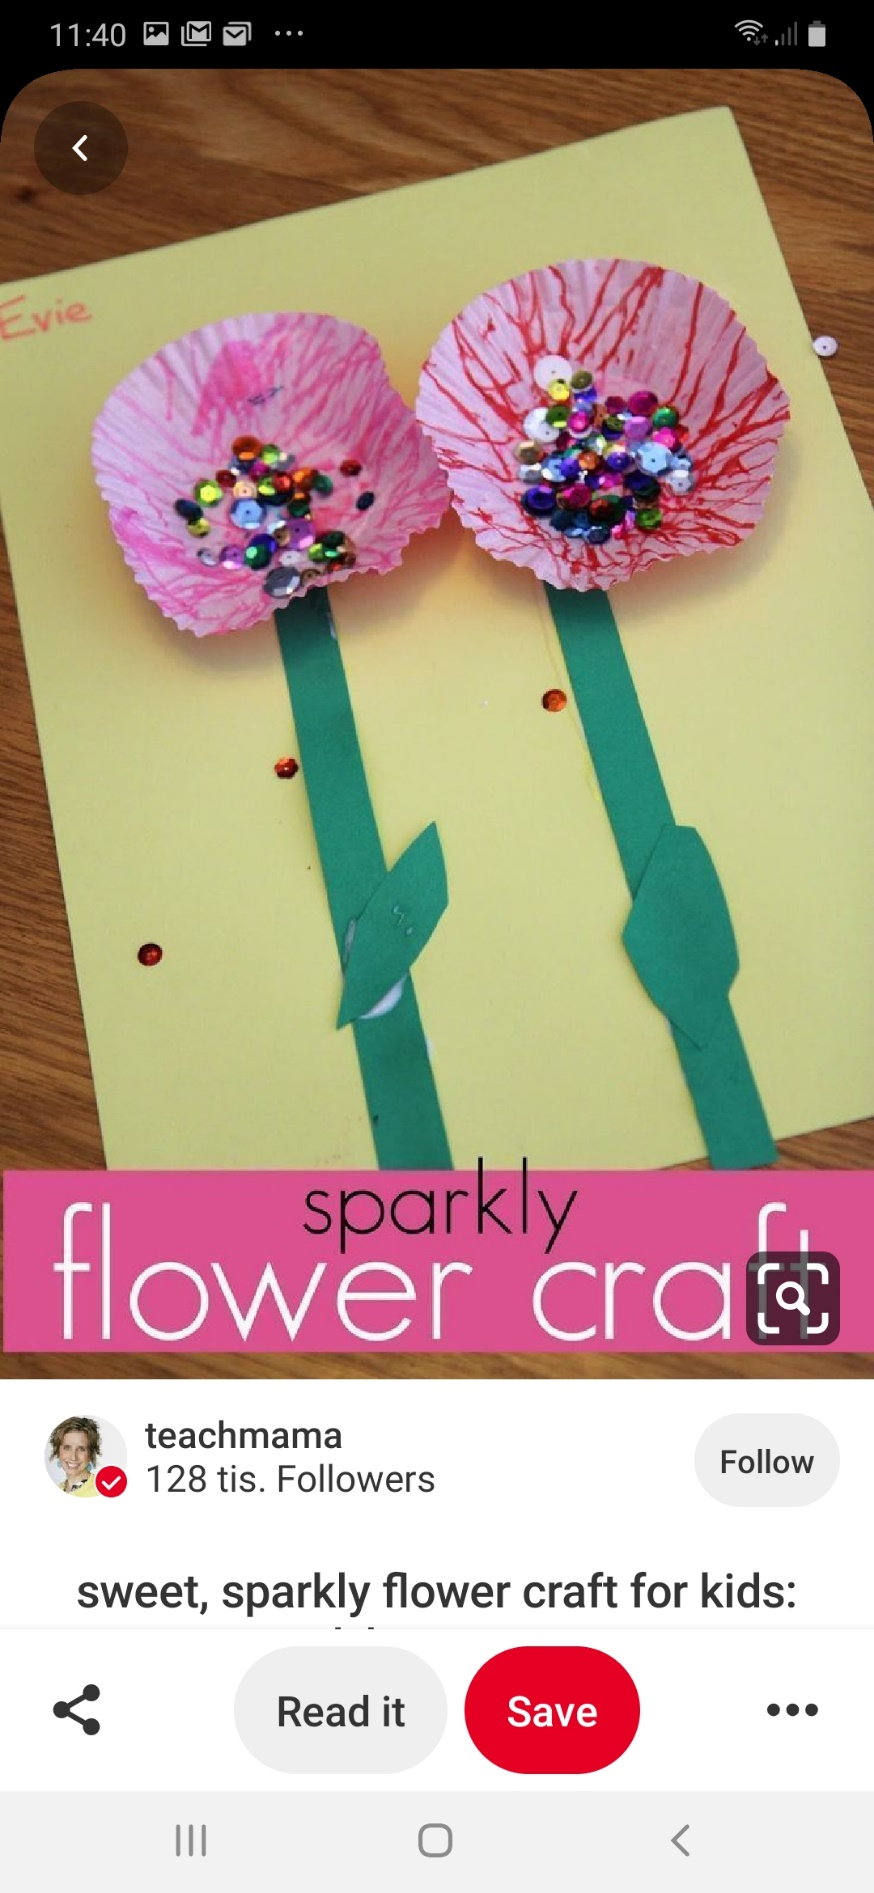 11:40
Evie
sparkly
flower craft
teachmama
128 tis. Followers
Follow
sweet, sparkly flower craft for kids:
Read it
Save